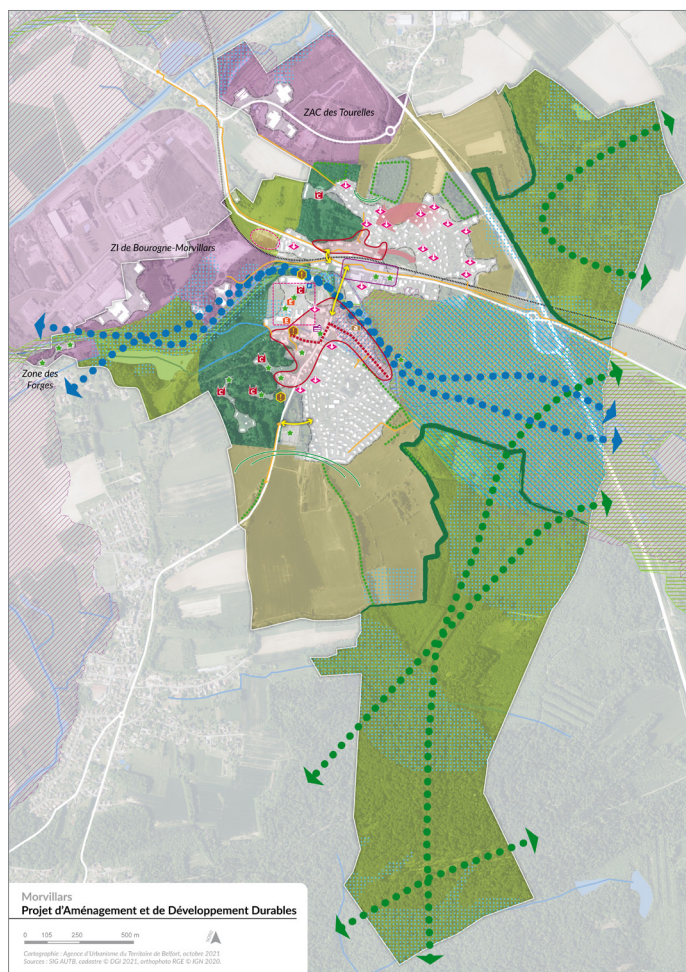 ZAC des Tourelles
ZI de Bourogne-Morvillars
Zone des
Forges
Morvillars
Projet d'Aménagement et de Développement Durables
0 105 250 500 m
Cartographie : Agence d'Urbanisme du Territoire de Belfort, octobre 2021
Sources : SIG AUTB, cadastre © DGI 2021, orthophoto RGE © IGN 2020.